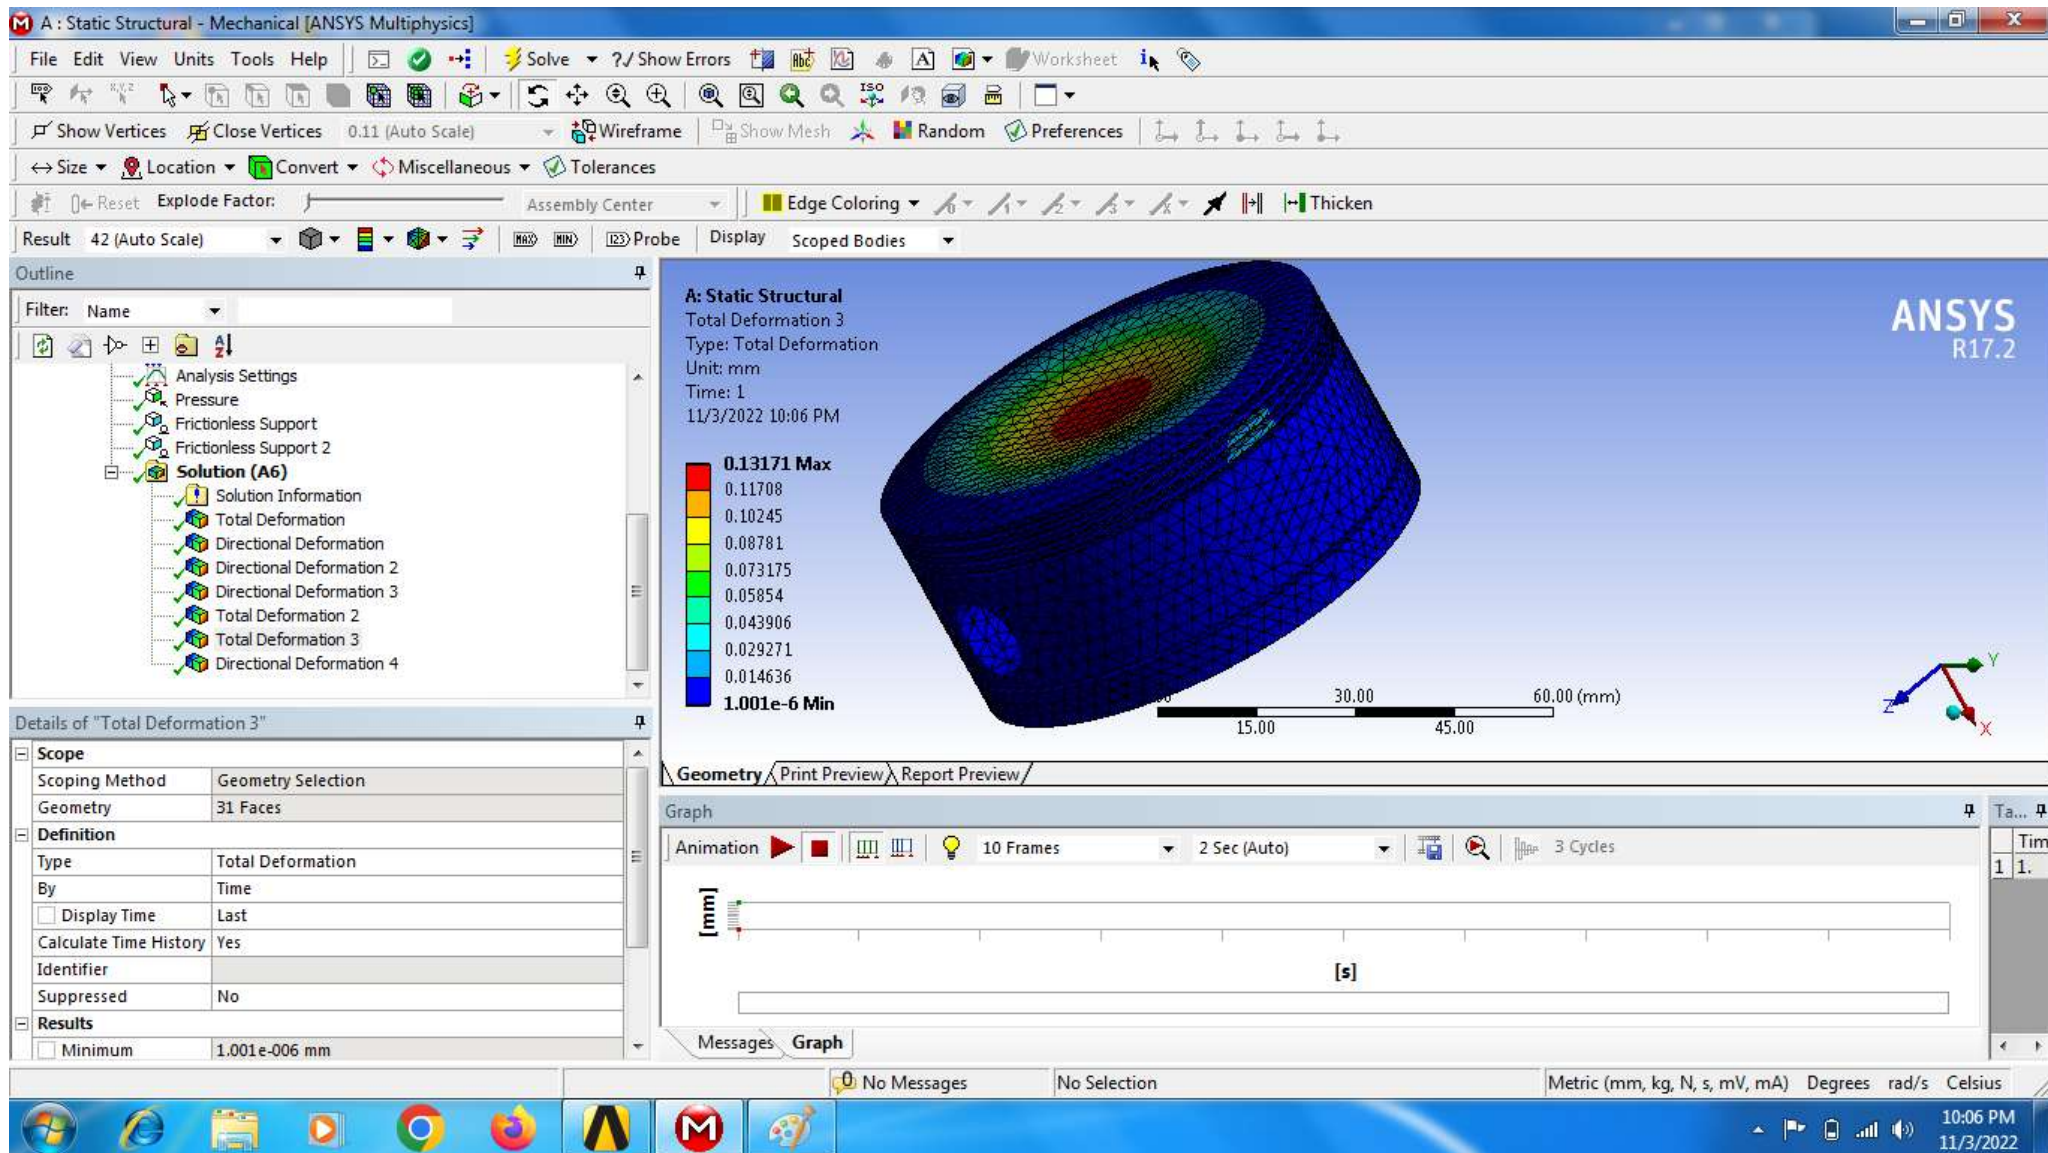 A : Static Structural - Mechanical [ANSYS Multiphysics]
File Edit View Units Tools Help Solve ?/ Show Errors Worksheet
Show Vertices Close Vertices 0.11 (Auto Scale) Wireframe Show Mesh Random Preferences
Size Location Convert Miscellaneous Tolerances
Reset Explode Factor: Assembly Center Edge Coloring Thicken
Result 42 (Auto Scale) MAX MIN 123 Probe Display Scoped Bodies
Outline
Filter: Name
Analysis Settings
Pressure
Frictionless Support
Frictionless Support 2
Solution (A6)
Solution Information
Total Deformation
Directional Deformation
Directional Deformation 2
Directional Deformation 3
Total Deformation 2
Total Deformation 3
Directional Deformation 4
Details of "Total Deformation 3"
Scope
Scoping Method Geometry Selection
Geometry 31 Faces
Definition
Type Total Deformation
By Time
Display Time Last
Calculate Time History Yes
Identifier
Suppressed No
Results
Minimum 1.001e-006 mm
A: Static Structural
Total Deformation 3
Type: Total Deformation
Unit: mm
Time: 1
11/3/2022 10:06 PM
0.13171 Max
0.11708
0.10245
0.08781
0.073175
0.05854
0.043906
0.029271
0.014636
1.001e-6 Min
ANSYS
R17.2
30.00 60.00 (mm)
15.00 45.00
Y
Z
X
Geometry Print Preview Report Preview
Graph
Animation 10 Frames 2 Sec (Auto) 3 Cycles
[mm]
[s]
Messages Graph
Ta...
Tim
1 1.
0 No Messages No Selection Metric (mm, kg, N, s, mV, mA) Degrees rad/s Celsius
10:06 PM
11/3/2022